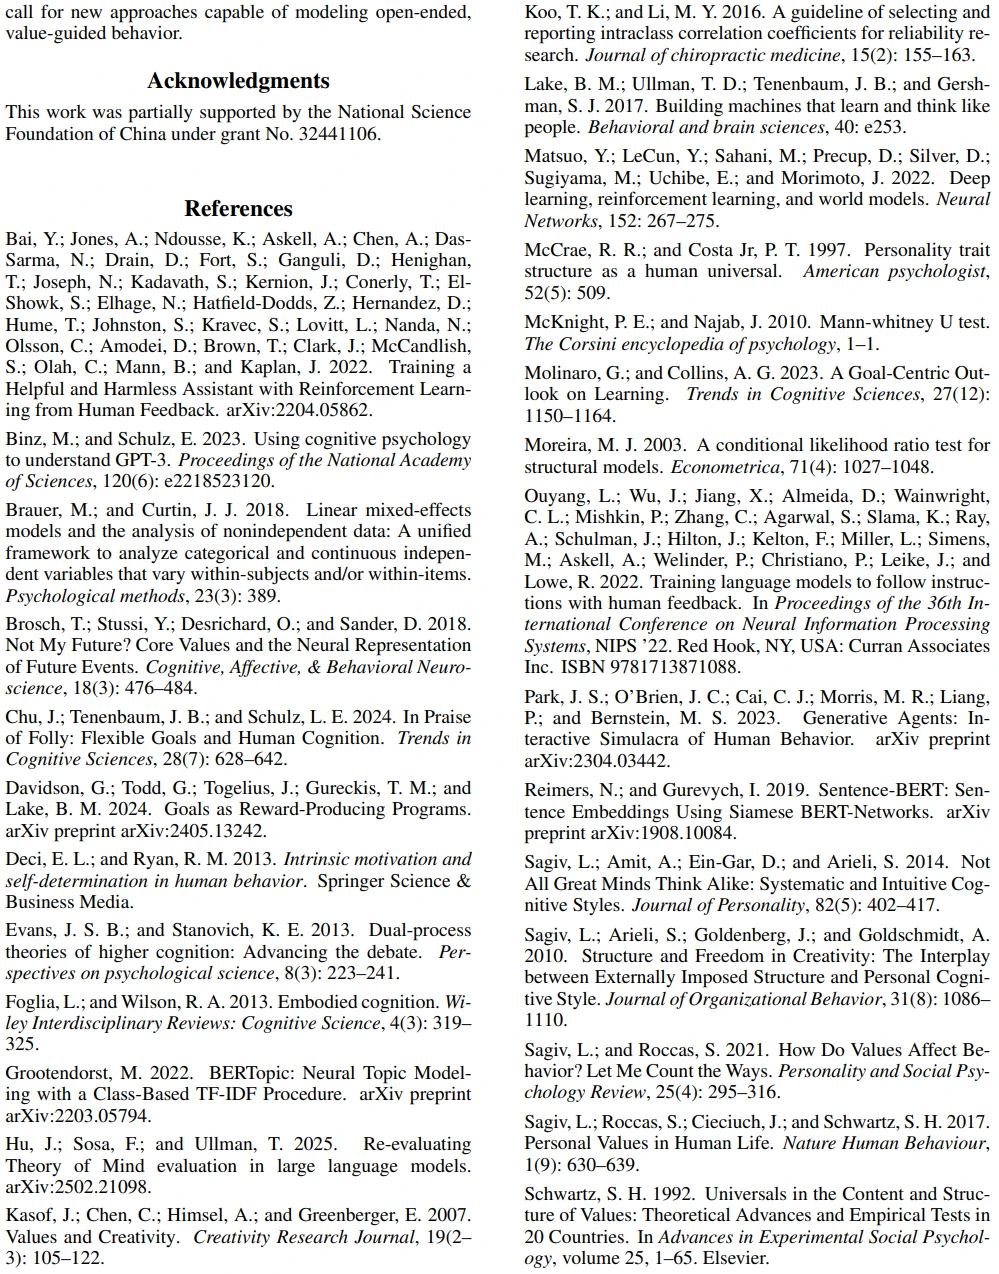 call for new approaches capable of modeling open-ended,
value-guided behavior.
Acknowledgments
This work was partially supported by the National Science
Foundation of China under grant No. 32441106.
References
Bai, Y.; Jones, A.; Ndousse, K.; Askell, A.; Chen, A.; Das-
Sarma, N.; Drain, D.; Fort, S.; Ganguli, D.; Henighan,
T.; Joseph, N.; Kadavath, S.; Kernion, J.; Conerly, T.; El-
Showk, S.; Elhage, N.; Hatfield-Dodds, Z.; Hernandez, D.;
Hume, T.; Johnston, S.; Kravec, S.; Lovitt, L.; Nanda, N.;
Olsson, C.; Amodei, D.; Brown, T.; Clark, J.; McCandlish,
S.; Olah, C.; Mann, B.; and Kaplan, J. 2022. Training a
Helpful and Harmless Assistant with Reinforcement Learn-
ing from Human Feedback. arXiv:2204.05862.
Binz, M.; and Schulz, E. 2023. Using cognitive psychology
to understand GPT-3. Proceedings of the National Academy
of Sciences, 120(6): e2218523120.
Brauer, M.; and Curtin, J. J. 2018. Linear mixed-effects
models and the analysis of nonindependent data: A unified
framework to analyze categorical and continuous indepen-
dent variables that vary within-subjects and/or within-items.
Psychological methods, 23(3): 389.
Brosch, T.; Stussi, Y.; Desrichard, O.; and Sander, D. 2018.
Not My Future? Core Values and the Neural Representation
of Future Events. Cognitive, Affective, & Behavioral Neuro-
science, 18(3): 476–484.
Chu, J.; Tenenbaum, J. B.; and Schulz, L. E. 2024. In Praise
of Folly: Flexible Goals and Human Cognition. Trends in
Cognitive Sciences, 28(7): 628–642.
Davidson, G.; Todd, G.; Togelius, J.; Gureckis, T. M.; and
Lake, B. M. 2024. Goals as Reward-Producing Programs.
arXiv preprint arXiv:2405.13242.
Deci, E. L.; and Ryan, R. M. 2013. Intrinsic motivation and
self-determination in human behavior. Springer Science &
Business Media.
Evans, J. S. B.; and Stanovich, K. E. 2013. Dual-process
theories of higher cognition: Advancing the debate. Per-
spectives on psychological science, 8(3): 223–241.
Foglia, L.; and Wilson, R. A. 2013. Embodied cognition. Wi-
ley Interdisciplinary Reviews: Cognitive Science, 4(3): 319–
325.
Grootendorst, M. 2022. BERTopic: Neural Topic Model-
ing with a Class-Based TF-IDF Procedure. arXiv preprint
arXiv:2203.05794.
Hu, J.; Sosa, F.; and Ullman, T. 2025. Re-evaluating
Theory of Mind evaluation in large language models.
arXiv:2502.21098.
Kasof, J.; Chen, C.; Himsel, A.; and Greenberger, E. 2007.
Values and Creativity. Creativity Research Journal, 19(2–
3): 105–122.
Koo, T. K.; and Li, M. Y. 2016. A guideline of selecting and
reporting intraclass correlation coefficients for reliability re-
search. Journal of chiropractic medicine, 15(2): 155–163.
Lake, B. M.; Ullman, T. D.; Tenenbaum, J. B.; and Gersh-
man, S. J. 2017. Building machines that learn and think like
people. Behavioral and brain sciences, 40: e253.
Matsuo, Y.; LeCun, Y.; Sahani, M.; Precup, D.; Silver, D.;
Sugiyama, M.; Uchibe, E.; and Morimoto, J. 2022. Deep
learning, reinforcement learning, and world models. Neural
Networks, 152: 267–275.
McCrae, R. R.; and Costa Jr, P. T. 1997. Personality trait
structure as a human universal. American psychologist,
52(5): 509.
McKnight, P. E.; and Najab, J. 2010. Mann-whitney U test.
The Corsini encyclopedia of psychology, 1–1.
Molinaro, G.; and Collins, A. G. 2023. A Goal-Centric Out-
look on Learning. Trends in Cognitive Sciences, 27(12):
1150–1164.
Moreira, M. J. 2003. A conditional likelihood ratio test for
structural models. Econometrica, 71(4): 1027–1048.
Ouyang, L.; Wu, J.; Jiang, X.; Almeida, D.; Wainwright,
C. L.; Mishkin, P.; Zhang, C.; Agarwal, S.; Slama, K.; Ray,
A.; Schulman, J.; Hilton, J.; Kelton, F.; Miller, L.; Simens,
M.; Askell, A.; Welinder, P.; Christiano, P.; Leike, J.; and
Lowe, R. 2022. Training language models to follow instruc-
tions with human feedback. In Proceedings of the 36th In-
ternational Conference on Neural Information Processing
Systems, NIPS ’22. Red Hook, NY, USA: Curran Associates
Inc. ISBN 9781713871088.
Park, J. S.; O’Brien, J. C.; Cai, C. J.; Morris, M. R.; Liang,
P.; and Bernstein, M. S. 2023. Generative Agents: In-
teractive Simulacra of Human Behavior. arXiv preprint
arXiv:2304.03442.
Reimers, N.; and Gurevych, I. 2019. Sentence-BERT: Sen-
tence Embeddings Using Siamese BERT-Networks. arXiv
preprint arXiv:1908.10084.
Sagiv, L.; Amit, A.; Ein-Gar, D.; and Arieli, S. 2014. Not
All Great Minds Think Alike: Systematic and Intuitive Cog-
nitive Styles. Journal of Personality, 82(5): 402–417.
Sagiv, L.; Arieli, S.; Goldenberg, J.; and Goldschmidt, A.
2010. Structure and Freedom in Creativity: The Interplay
between Externally Imposed Structure and Personal Cogni-
tive Style. Journal of Organizational Behavior, 31(8): 1086–
1110.
Sagiv, L.; and Roccas, S. 2021. How Do Values Affect Be-
havior? Let Me Count the Ways. Personality and Social Psy-
chology Review, 25(4): 295–316.
Sagiv, L.; Roccas, S.; Cieciuch, J.; and Schwartz, S. H. 2017.
Personal Values in Human Life. Nature Human Behaviour,
1(9): 630–639.
Schwartz, S. H. 1992. Universals in the Content and Struc-
ture of Values: Theoretical Advances and Empirical Tests in
20 Countries. In Advances in Experimental Social Psychol-
ogy, volume 25, 1–65. Elsevier.